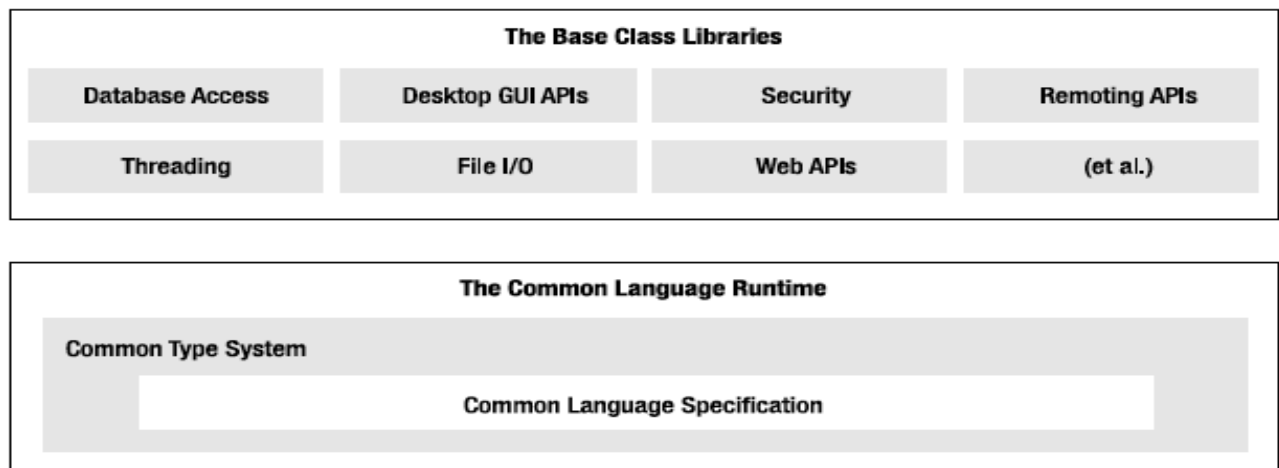 The Base Class Libraries
Database Access
Desktop GUI APIs
Security
Remoting APIs
Threading
File I/O
Web APIs
(et al.)
The Common Language Runtime
Common Type System
Common Language Specification